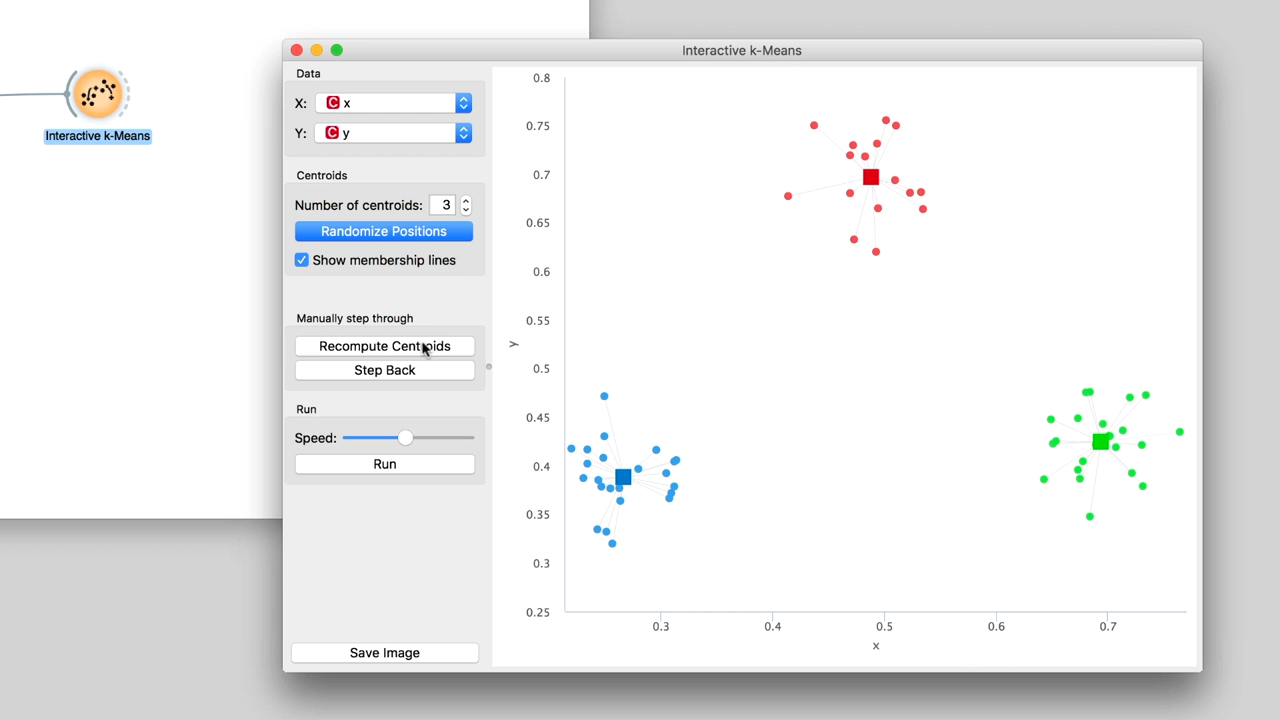 Interactive k-Means
Interactive k-Means
Data
X: C x
Y: C y
Centroids
Number of centroids: 3
Randomize Positions
Show membership lines
Manually step through
Recompute Centroids
Step Back
Run
Speed:
Run
Save Image
0.8
0.75
0.7
0.65
0.6
0.55
0.5
0.45
0.4
0.35
0.3
0.25
y
0.3 0.4 0.5 0.6 0.7
x